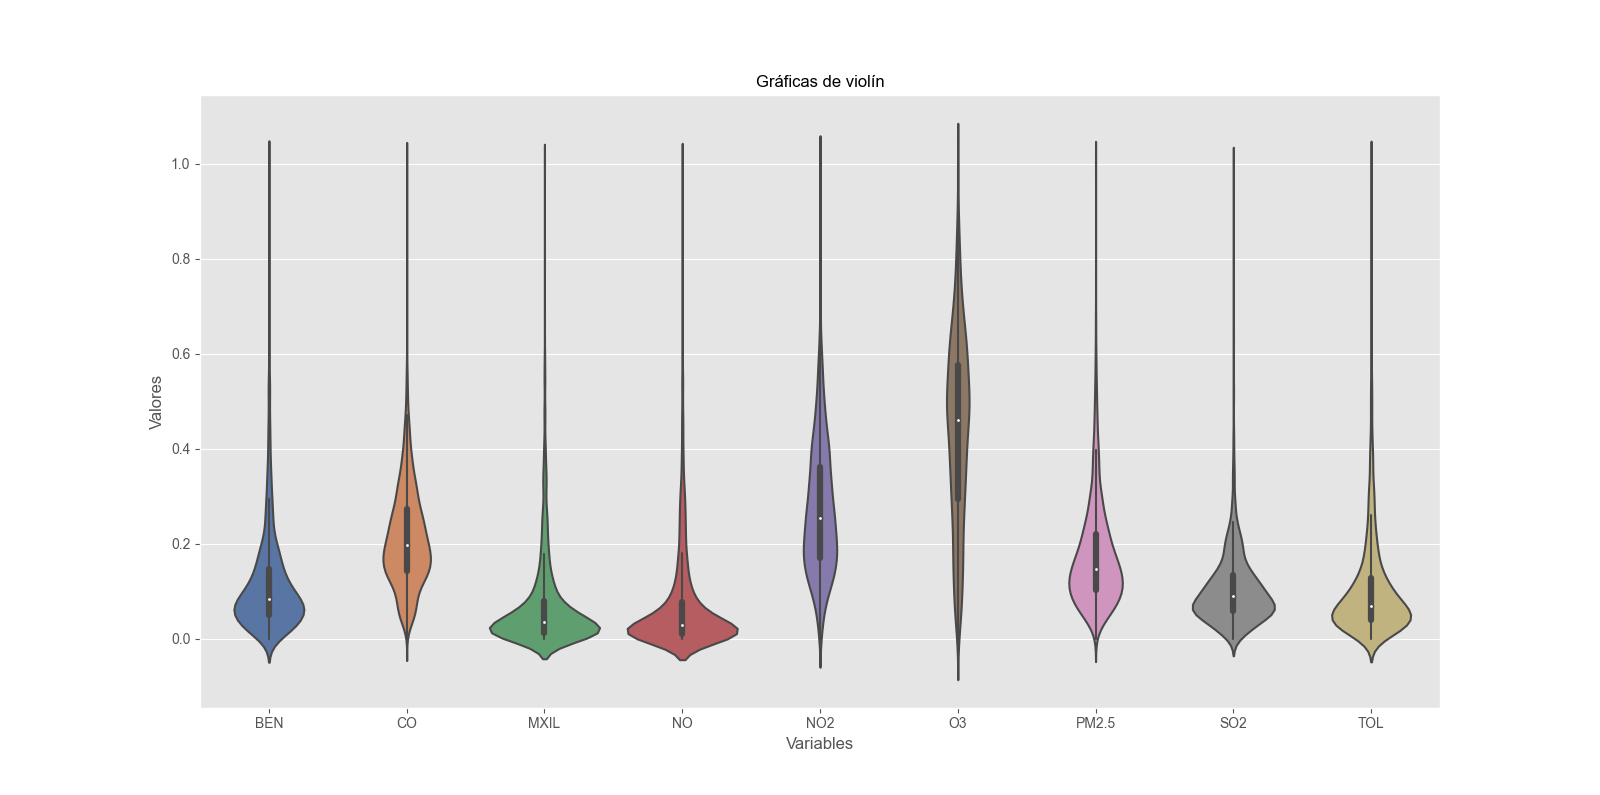 Gráficas de violín
1.0
0.8
0.6
0.4
0.2
0.0
Valores
BEN CO MXIL NO NO2 O3 PM2.5 SO2 TOL
Variables